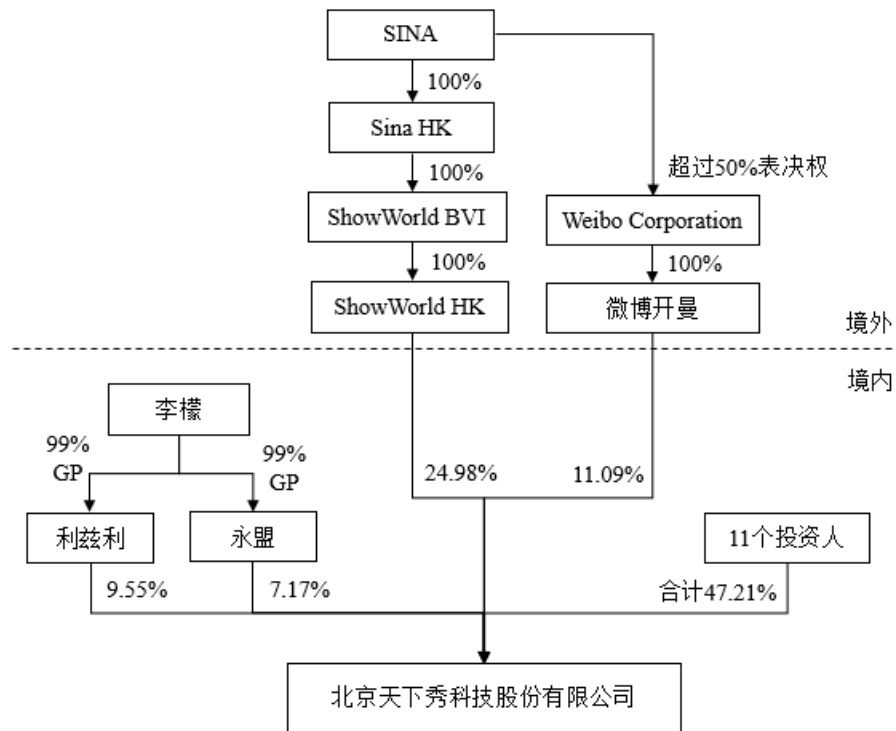 SINA
100%
Sina HK
超过50%表决权
100%
ShowWorld BVI
Weibo Corporation
100%
100%
ShowWorld HK
微博开曼
境外
境内
李檬
99%
GP
99%
GP
24.98%
11.09%
利兹利
永盟
11个投资人
9.55%
7.17%
合计47.21%
北京天下秀科技股份有限公司